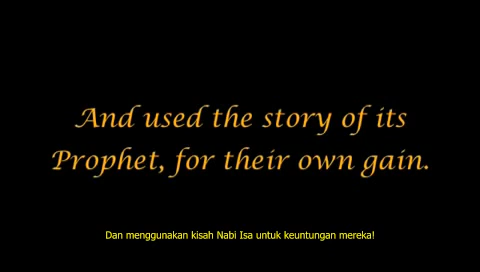 And used the story of its
Prophet, for their own gain.
Dan menggunakan kisah Nabi Isa untuk keuntungan mereka!